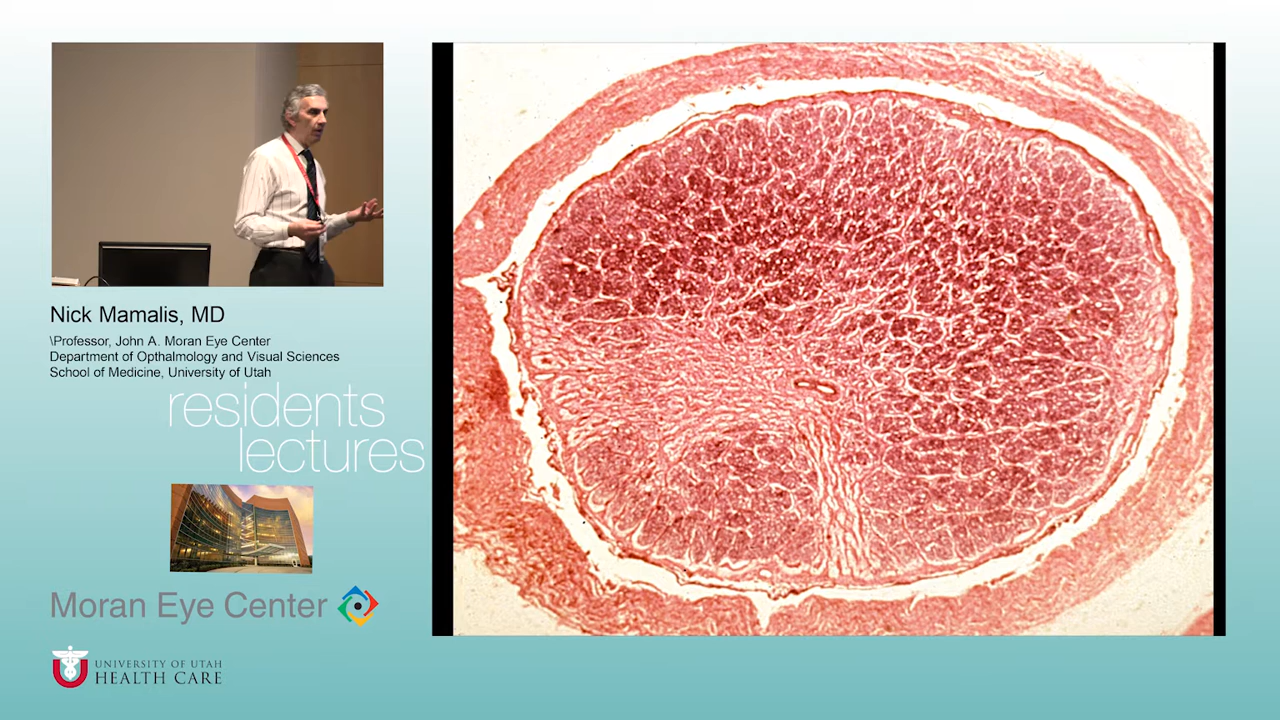 Nick Mamalis, MD
\Professor, John A. Moran Eye Center
Department of Opthalmology and Visual Sciences
School of Medicine, University of Utah
residents
lectures
Moran Eye Center
UNIVERSITY OF UTAH
HEALTH CARE